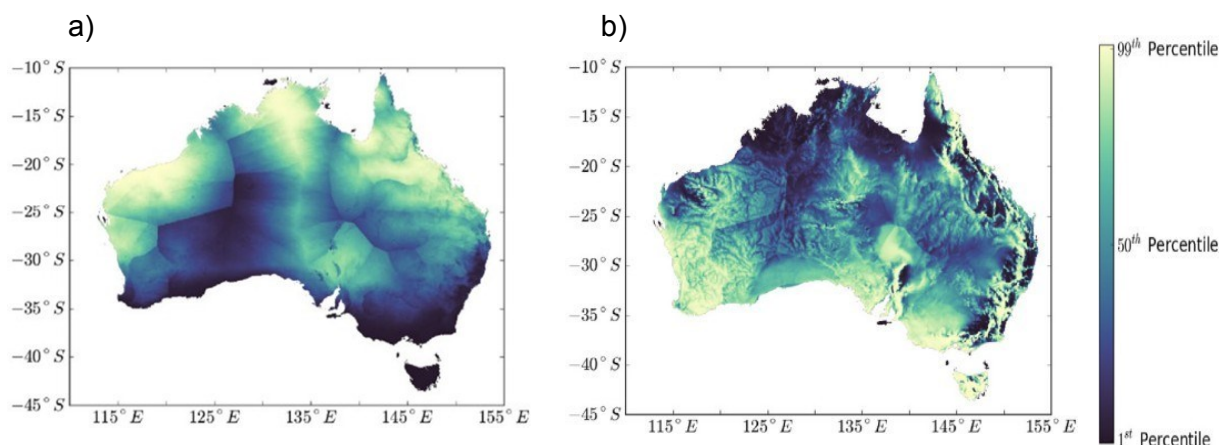 a)
−10° S
−15° S
−20° S
−25° S
−30° S
−35° S
−40° S
−45° S
115° E
125° E
135° E
145° E
155° E
b)
−10° S
−15° S
−20° S
−25° S
−30° S
−35° S
−40° S
−45° S
115° E
125° E
135° E
145° E
155° E
99th Percentile
50th Percentile
1st Percentile